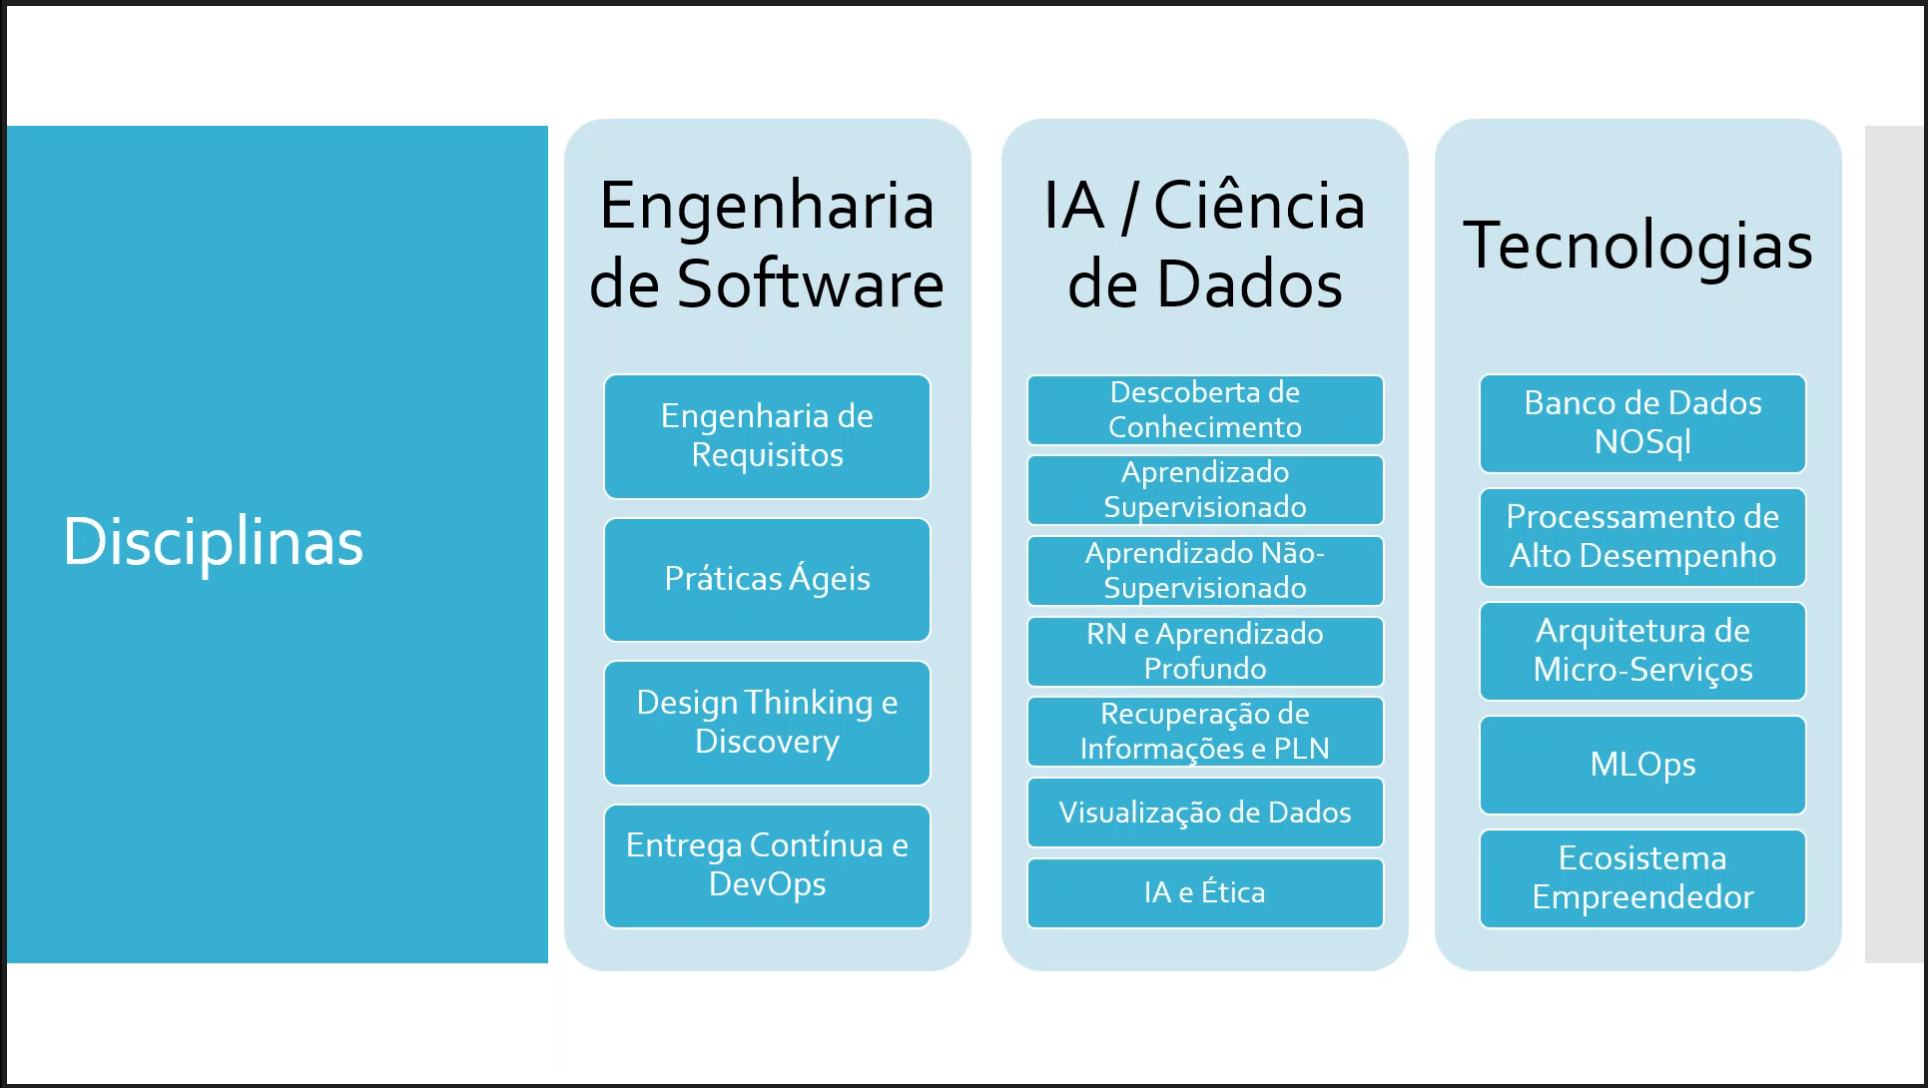 Disciplinas
Engenharia
de Software
Engenharia de
Requisitos
Práticas Ágeis
Design Thinking e
Discovery
Entrega Contínua e
DevOps
IA / Ciência
de Dados
Descoberta de
Conhecimento
Aprendizado
Supervisionado
Aprendizado Não-
Supervisionado
RN e Aprendizado
Profundo
Recuperação de
Informações e PLN
Visualização de Dados
IA e Ética
Tecnologias
Banco de Dados
NOSql
Processamento de
Alto Desempenho
Arquitetura de
Micro-Serviços
MLOps
Ecosistema
Empreendedor